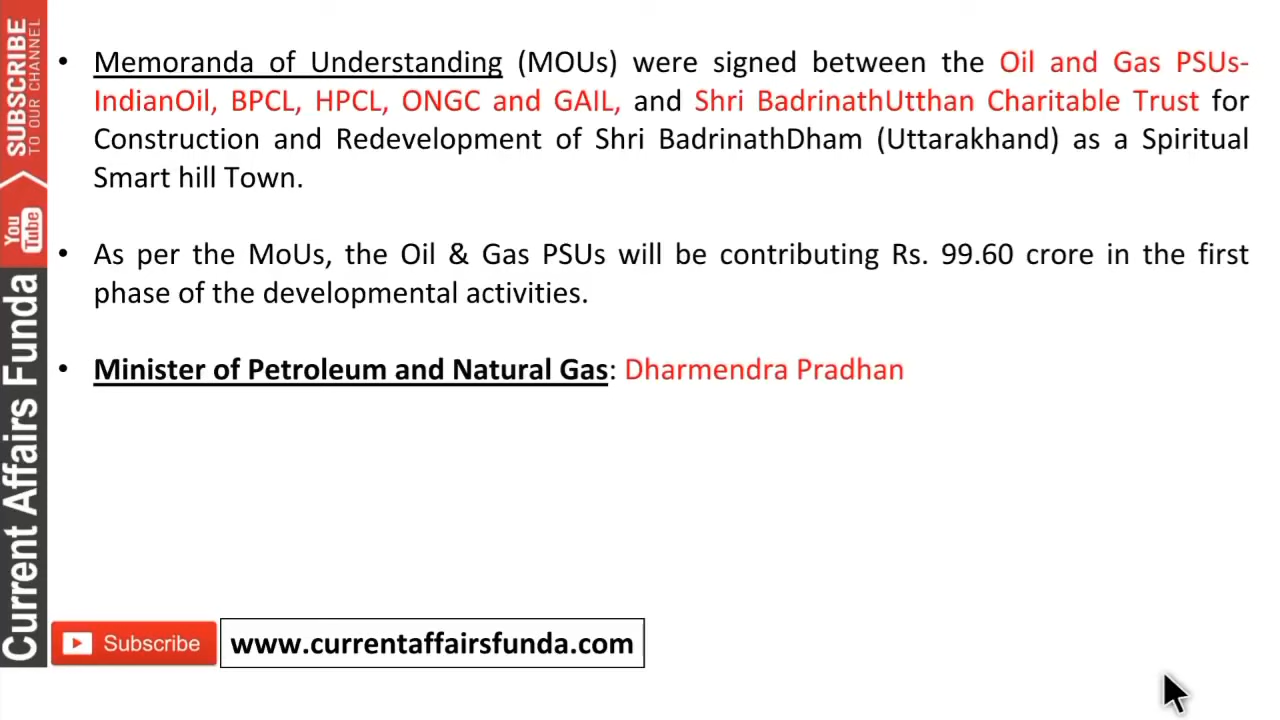 SUBSCRIBE
TO OUR CHANNEL
You
Tube
Current Affairs Funda
• Memoranda of Understanding (MOUs) were signed between the Oil and Gas PSUs-
IndianOil, BPCL, HPCL, ONGC and GAIL, and Shri BadrinathUtthan Charitable Trust for
Construction and Redevelopment of Shri BadrinathDham (Uttarakhand) as a Spiritual
Smart hill Town.
• As per the MoUs, the Oil & Gas PSUs will be contributing Rs. 99.60 crore in the first
phase of the developmental activities.
• Minister of Petroleum and Natural Gas: Dharmendra Pradhan
Subscribe
www.currentaffairsfunda.com